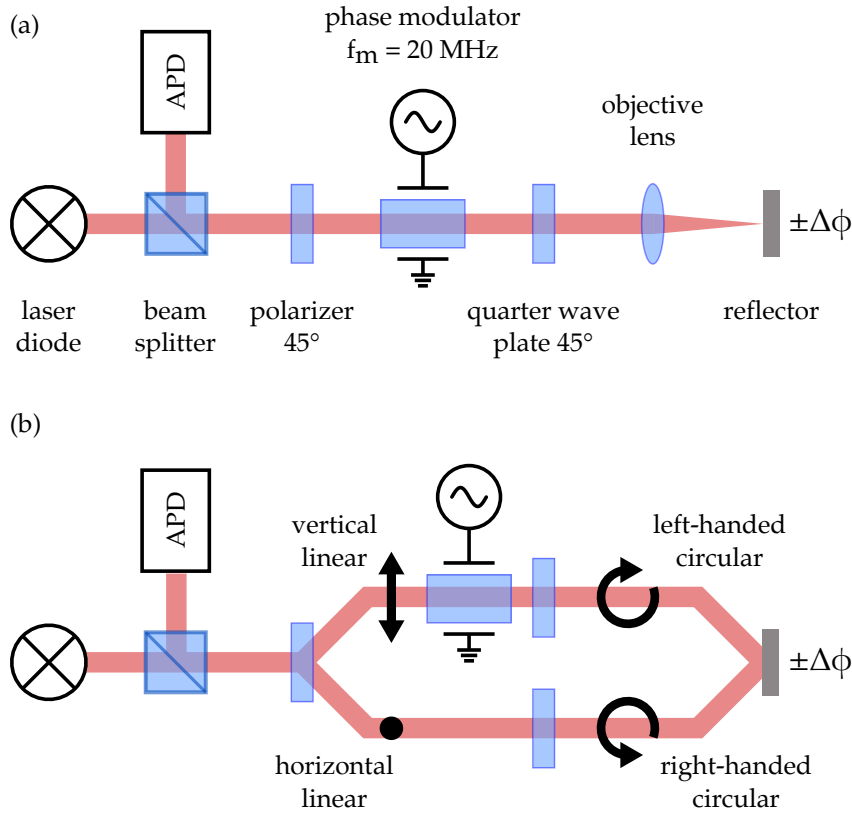 (a)
phase modulator
fm = 20 MHz
APD
objective
lens
±Δϕ
laser
diode
beam
splitter
polarizer
45°
quarter wave
plate 45°
reflector
(b)
APD
vertical
linear
left-handed
circular
±Δϕ
horizontal
linear
right-handed
circular